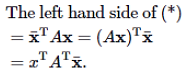 The left hand side of (*)
= x̄ᵀAx = (Ax)ᵀx̄
= xᵀAᵀx̄.